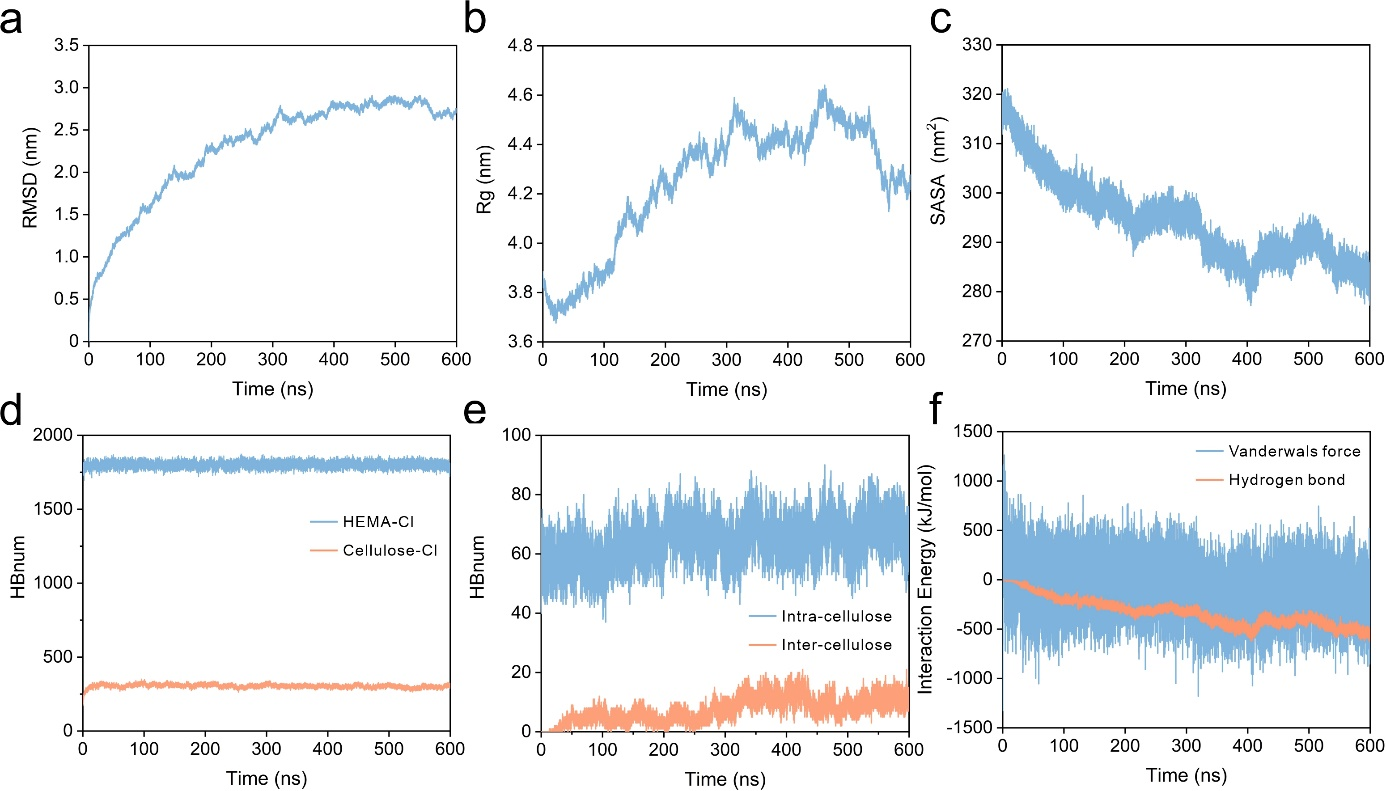 a
3.5
3.0
2.5
2.0
1.5
1.0
0.5
0
RMSD (nm)
0 100 200 300 400 500 600
Time (ns)
b
4.8
4.6
4.4
4.2
4.0
3.8
3.6
Rg (nm)
0 100 200 300 400 500 600
Time (ns)
c
330
320
310
300
290
280
270
SASA (nm²)
0 100 200 300 400 500 600
Time (ns)
d
2000
1500
1000
500
0
HBnum
HEMA-Cl
Cellulose-Cl
0 100 200 300 400 500 600
Time (ns)
e
100
80
60
40
20
0
HBnum
Intra-cellulose
Inter-cellulose
0 100 200 300 400 500 600
Time (ns)
f
1500
1000
500
0
-500
-1000
-1500
Interaction Energy (kJ/mol)
Vanderwals force
Hydrogen bond
0 100 200 300 400 500 600
Time (ns)